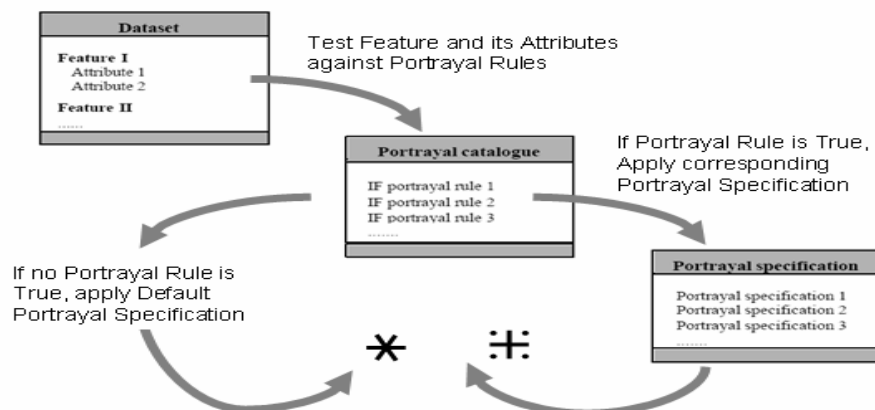 Dataset
Feature I
Attribute 1
Attribute 2
Feature II
......
Test Feature and its Attributes
against Portrayal Rules
Portrayal catalogue
IF portrayal rule 1
IF portrayal rule 2
IF portrayal rule 3
.......
If Portrayal Rule is True,
Apply corresponding
Portrayal Specification
Portrayal specification
Portrayal specification 1
Portrayal specification 2
Portrayal specification 3
.......
If no Portrayal Rule is
True, apply Default
Portrayal Specification